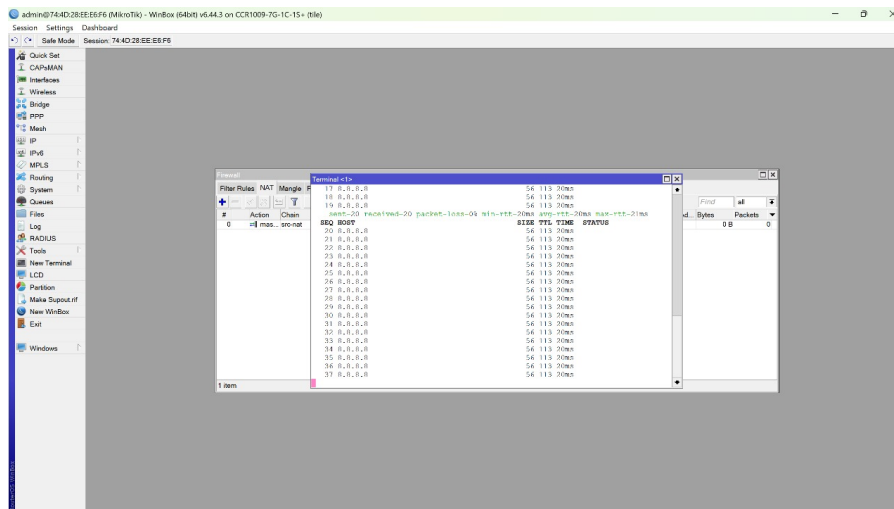 admin@74:4D:28:EE:E6:F6 (MikroTik) - WinBox (64bit) v6.44.3 on CCR1009-7G-1C-1S+ (tile)
Session Settings Dashboard
Safe Mode Session: 74:4D:28:EE:E6:F6
Quick Set
CAPsMAN
Interfaces
Wireless
Bridge
PPP
Mesh
IP
IPv6
MPLS
Routing
System
Queues
Files
Log
RADIUS
Tools
New Terminal
LCD
Partition
Make Supout.rif
New WinBox
Exit
Windows
Firewall
Filter Rules NAT Mangle
# Action Chain
0 mas... src-nat
1 item
Find all
Bytes Packets
0 B 0
Terminal <1>
17 8.8.8.8 56 113 20ms
18 8.8.8.8 56 113 20ms
19 8.8.8.8 56 113 20ms
sent=20 received=20 packet-loss=0% min-rtt=20ms avg-rtt=20ms max-rtt=21ms
SEQ HOST SIZE TTL TIME STATUS
20 8.8.8.8 56 113 20ms
21 8.8.8.8 56 113 20ms
22 8.8.8.8 56 113 20ms
23 8.8.8.8 56 113 20ms
24 8.8.8.8 56 113 20ms
25 8.8.8.8 56 113 20ms
26 8.8.8.8 56 113 20ms
27 8.8.8.8 56 113 20ms
28 8.8.8.8 56 113 20ms
29 8.8.8.8 56 113 20ms
30 8.8.8.8 56 113 20ms
31 8.8.8.8 56 113 20ms
32 8.8.8.8 56 113 20ms
33 8.8.8.8 56 113 20ms
34 8.8.8.8 56 113 20ms
35 8.8.8.8 56 113 20ms
36 8.8.8.8 56 113 20ms
37 8.8.8.8 56 113 20ms